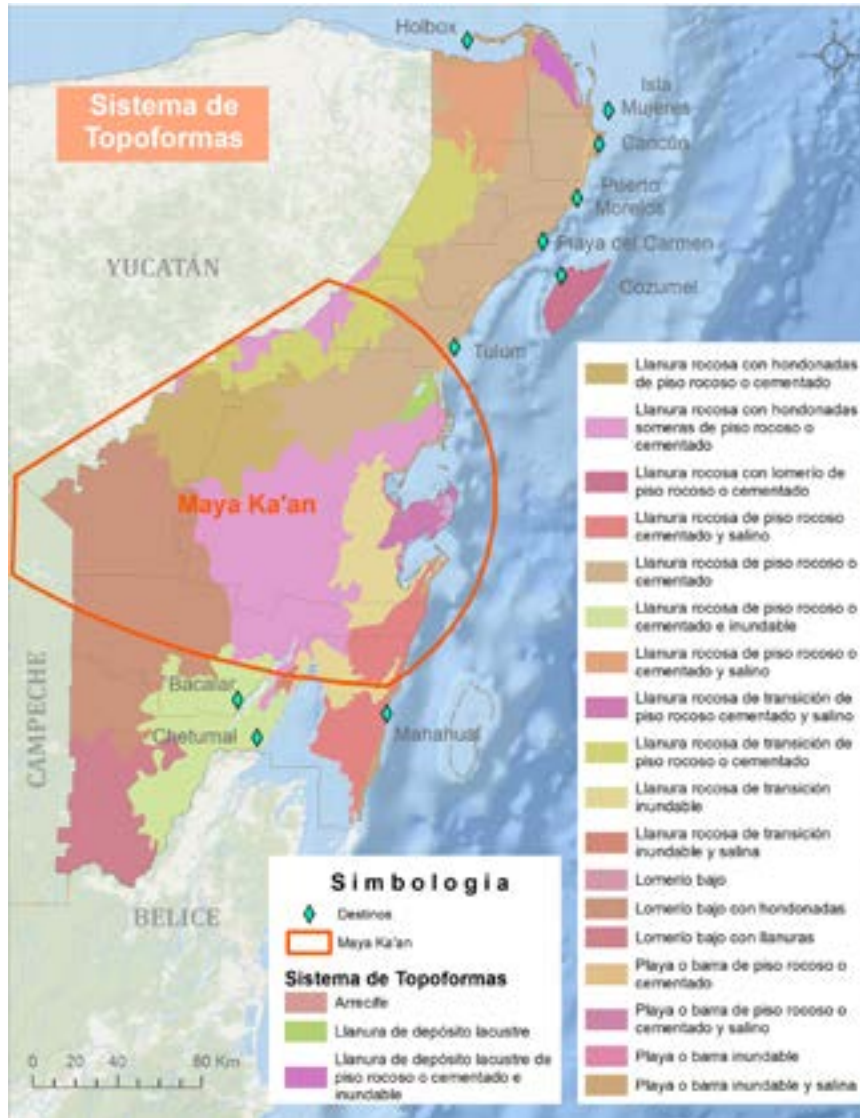 Holbox
Sistema de
Topoformas
Isla
Mujeres
Cancún
Puerto
Morelos
YUCATÁN
Playa del Carmen
Cozumel
Tulum
Maya Ka'an
CAMPECHE
Bacalar
Chetumal
Mahahual
BELICE
0 20 40 80 Km
Simbología
Destinos
Maya Ka'an
Sistema de Topoformas
Arrecife
Llanura de depósito lacustre
Llanura de depósito lacustre de
piso rocoso o cementado e
inundable
Llanura rocosa con hondonadas
de piso rocoso o cementado
Llanura rocosa con hondonadas
someras de piso rocoso o
cementado
Llanura rocosa con lomerío de
piso rocoso o cementado
Llanura rocosa de piso rocoso
cementado y salino
Llanura rocosa de piso rocoso o
cementado
Llanura rocosa de piso rocoso o
cementado e inundable
Llanura rocosa de piso rocoso o
cementado y salino
Llanura rocosa de transición de
piso rocoso cementado y salino
Llanura rocosa de transición de
piso rocoso o cementado
Llanura rocosa de transición
inundable
Llanura rocosa de transición
inundable y salina
Lomerío bajo
Lomerío bajo con hondonadas
Lomerío bajo con llanuras
Playa o barra de piso rocoso o
cementado
Playa o barra de piso rocoso o
cementado y salino
Playa o barra inundable
Playa o barra inundable y salina